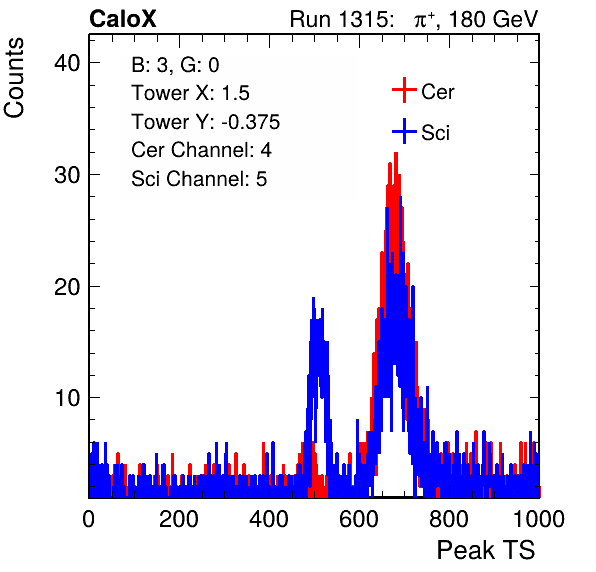 CaloX Run 1315: π⁺, 180 GeV
Counts
B: 3, G: 0
Tower X: 1.5
Tower Y: -0.375
Cer Channel: 4
Sci Channel: 5
Cer
Sci
40
30
20
10
0 200 400 600 800 1000
Peak TS